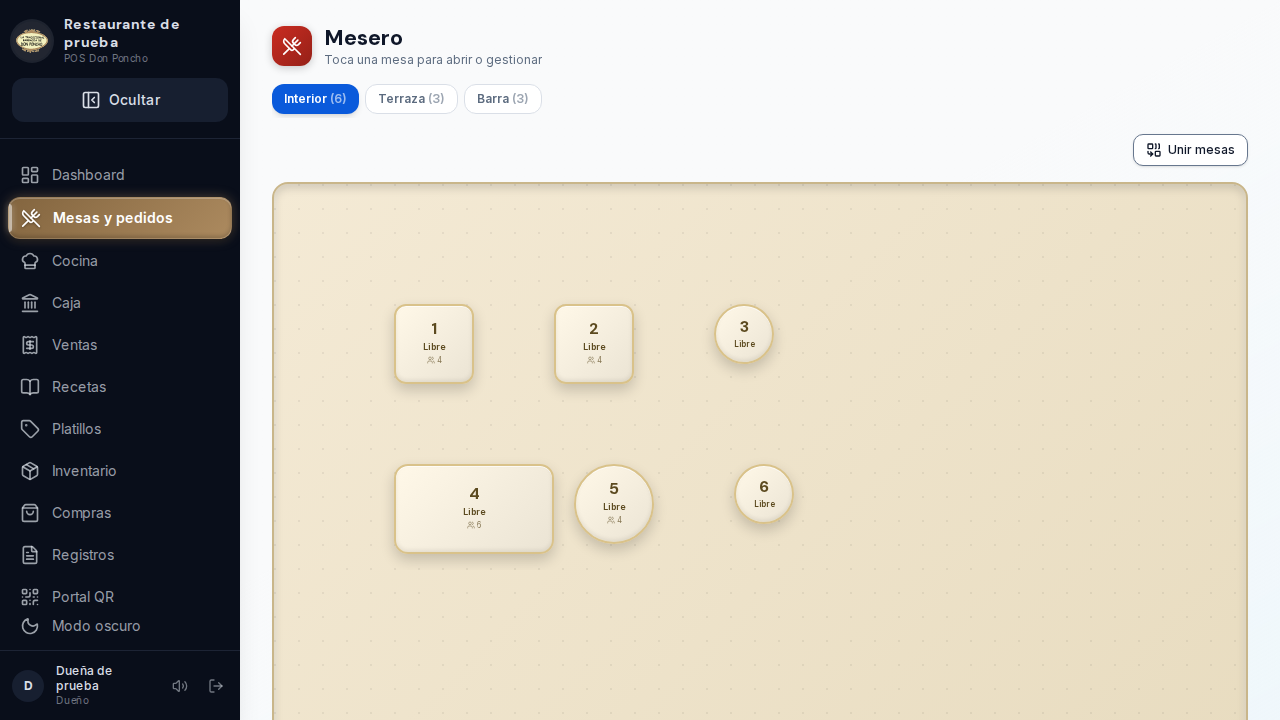 Restaurante de
prueba
POS Don Poncho
Ocultar
Dashboard
Mesas y pedidos
Cocina
Caja
Ventas
Recetas
Platillos
Inventario
Compras
Registros
Portal QR
Modo oscuro
D
Dueña de
prueba
Dueño
Mesero
Toca una mesa para abrir o gestionar
Interior (6)
Terraza (3)
Barra (3)
Unir mesas
1
Libre
4
2
Libre
4
3
Libre
4
Libre
6
5
Libre
4
6
Libre